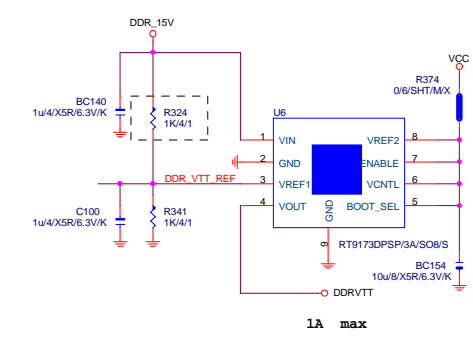 DDR_15V
VCC
R374
0/6/SHT/M/X
BC140
1u/4/X5R/6.3V/K
R324
1K/4/1
U6
1 VIN VREF2 8
2 GND ENABLE 7
DDR_VTT_REF
3 VREF1 VCNTL 6
4 VOUT BOOT_SEL 5
GND
9
C100
1u/4/X5R/6.3V/K
R341
1K/4/1
RT9173DPSP/3A/SO8/S
BC154
10u/8/X5R/6.3V/K
DDRVTT
1A max